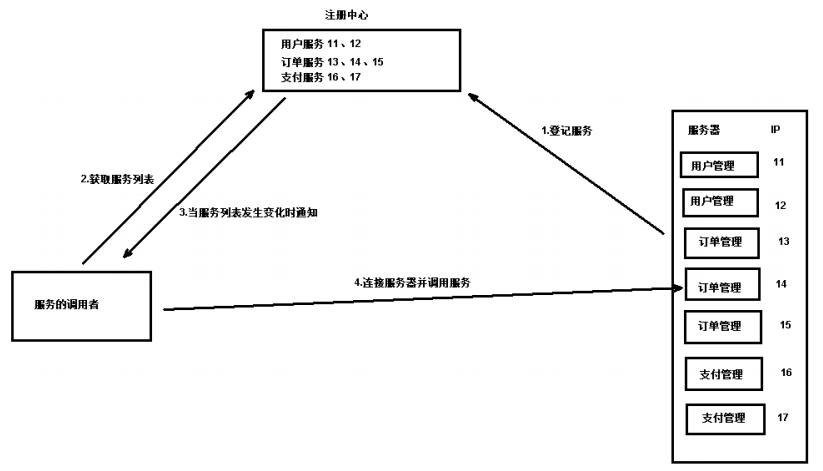 注册中心
用户服务 11、12
订单服务 13、14、15
支付服务 16、17
1.登记服务
2.获取服务列表
3.当服务列表发生变化时通知
服务的调用者
4.连接服务器并调用服务
服务器 IP
用户管理 11
用户管理 12
订单管理 13
订单管理 14
订单管理 15
支付管理 16
支付管理 17